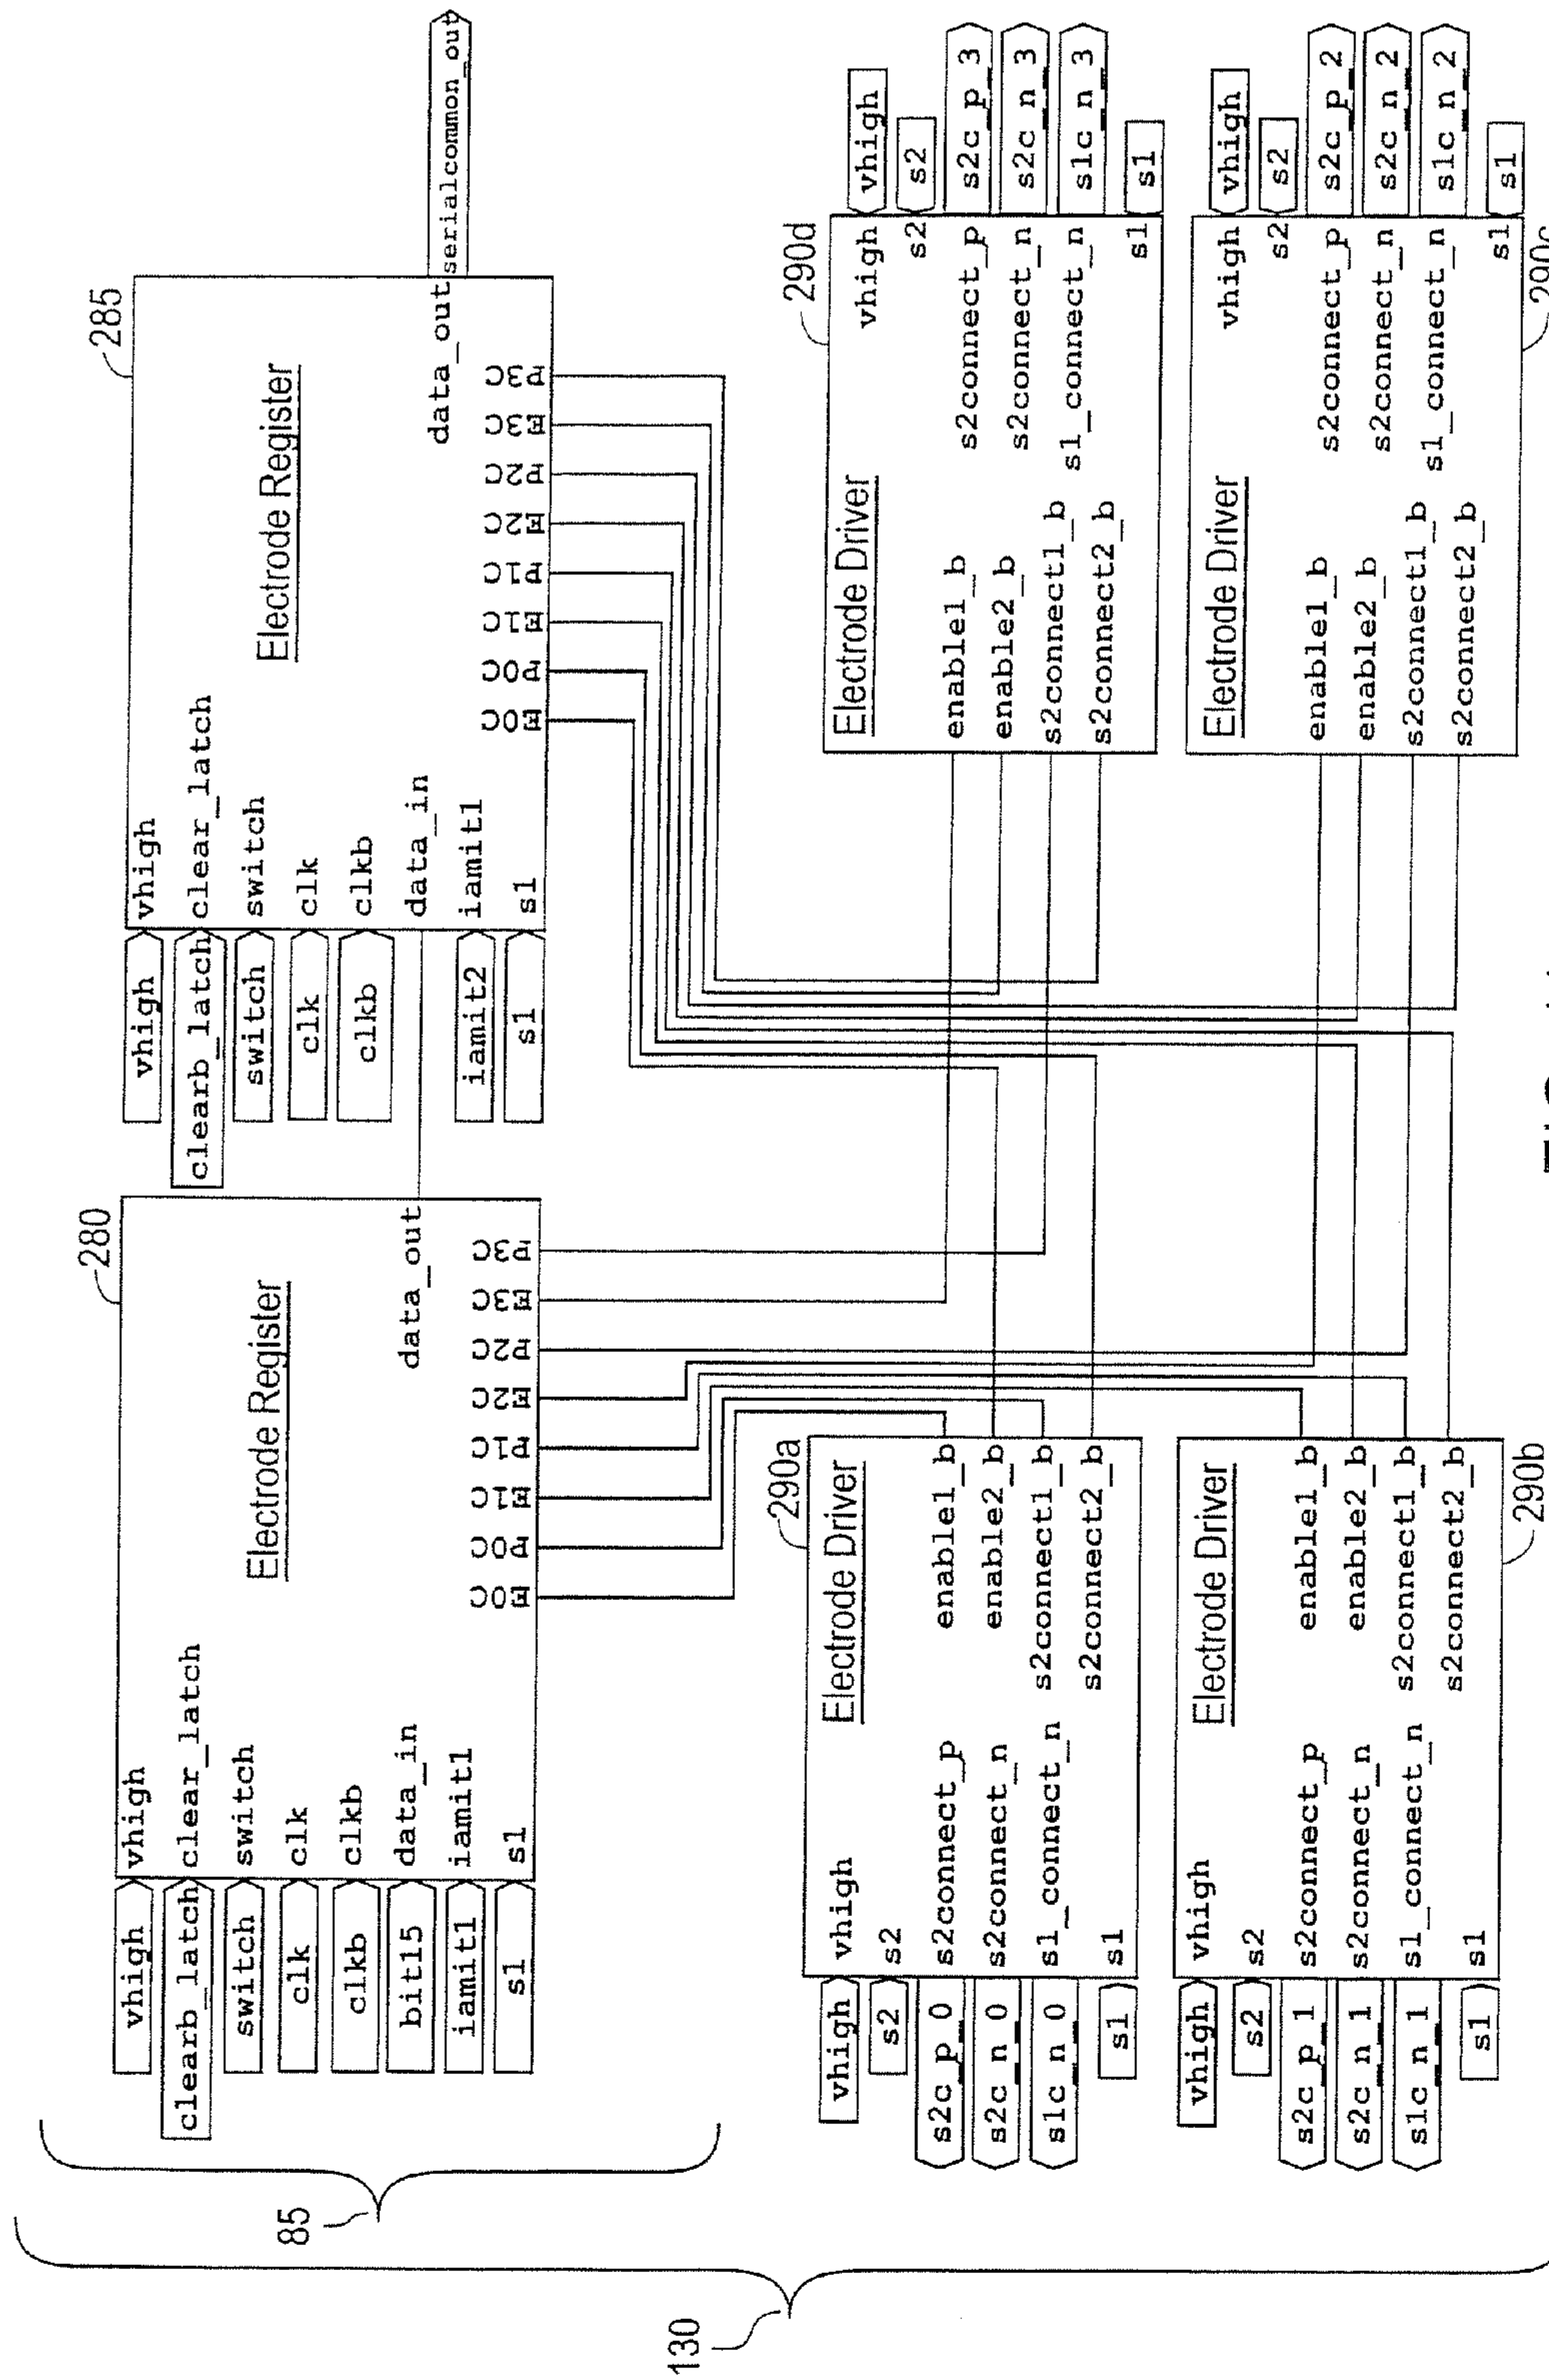 130
85
280
Electrode Register
vhigh
vhigh
clearb_latch
clear_latch
switch
switch
clk
clk
clkb
clkb
bit15
data_in
iamit1
iamit1
s1
s1
data_out
E0C
P0C
E1C
P1C
E2C
P2C
E3C
P3C
285
Electrode Register
vhigh
vhigh
clearb_latch
clear_latch
switch
switch
clk
clk
clkb
clkb
data_in
iamit2
iamit1
s1
s1
data_out
serialcommon_out
E0C
P0C
E1C
P1C
E2C
P2C
E3C
P3C
290a
Electrode Driver
vhigh
vhigh
s2
s2
s2c_p_0
s2connect_p
enable1_b
s2c_n_0
s2connect_n
enable2_b
s1c_n_0
s1_connect_n
s2connect1_b
s2connect2_b
s1
s1
290d
Electrode Driver
vhigh
vhigh
s2
s2
enable1_b
s2connect_p
s2c_p_3
enable2_b
s2connect_n
s2c_n_3
s2connect1_b
s1_connect_n
s1c_n_3
s2connect2_b
s1
s1
290b
Electrode Driver
vhigh
vhigh
s2
s2
s2c_p_1
s2connect_p
enable1_b
s2c_n_1
s2connect_n
enable2_b
s1c_n_1
s1_connect_n
s2connect1_b
s2connect2_b
s1
s1
Electrode Driver
vhigh
vhigh
s2
s2
enable1_b
s2connect_p
s2c_p_2
enable2_b
s2connect_n
s2c_n_2
s2connect1_b
s1_connect_n
s1c_n_2
s2connect2_b
s1
s1
290c